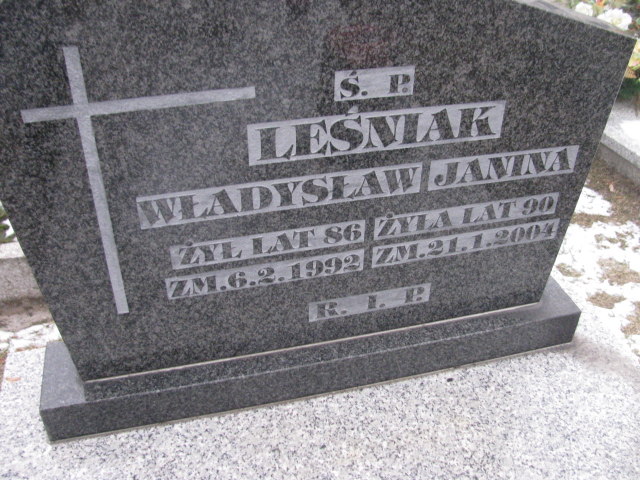 Ś. P.
LEŚNIAK
WŁADYSŁAW JANINA
ŻYŁ LAT 86 ŻYŁA LAT 90
ZM.6.2.1992 ZM.21.1.2004
R. I. P.